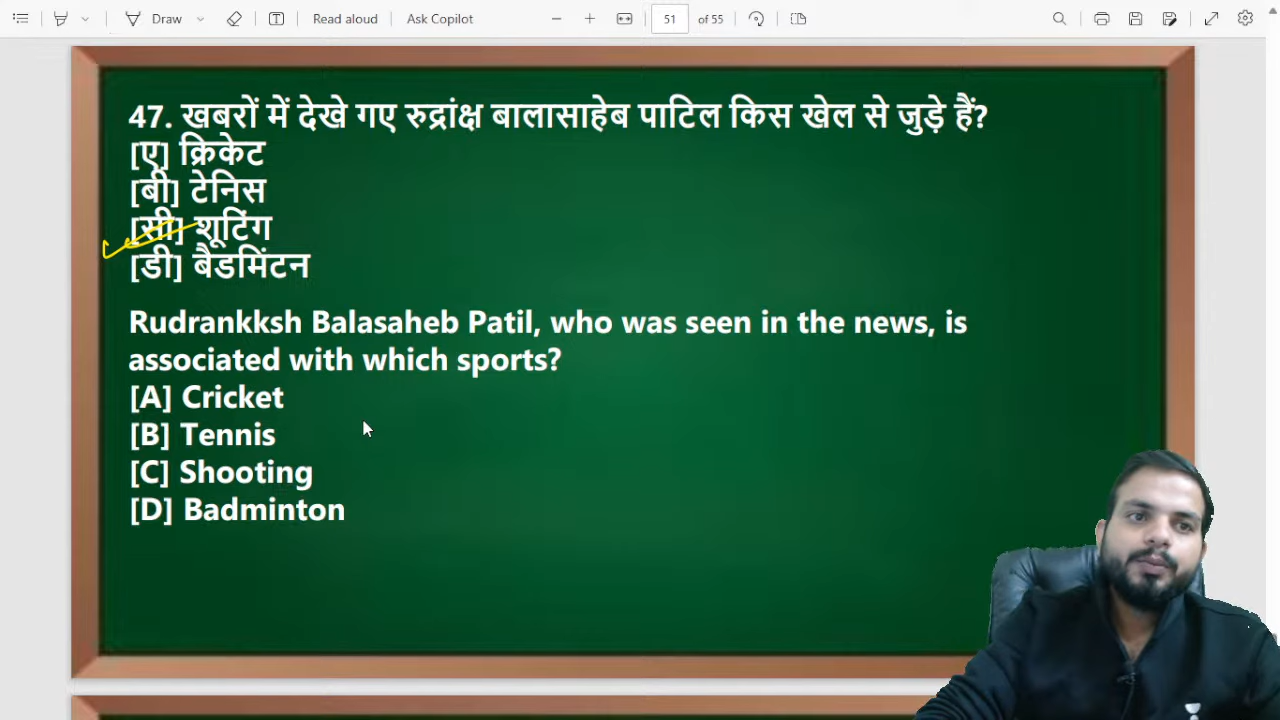 Draw
Read aloud
Ask Copilot
51 of 55
47. खबरों में देखे गए रुद्रांक्ष बालासाहेब पाटिल किस खेल से जुड़े हैं?
[ए] क्रिकेट
[बी] टेनिस
[सी] शूटिंग
[डी] बैडमिंटन
Rudrankksh Balasaheb Patil, who was seen in the news, is
associated with which sports?
[A] Cricket
[B] Tennis
[C] Shooting
[D] Badminton